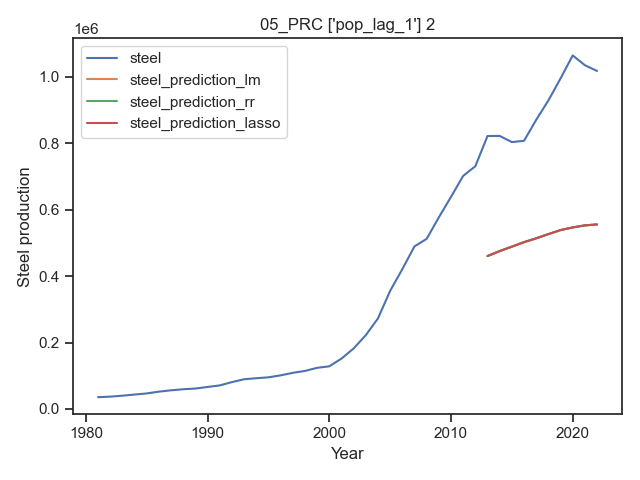 05_PRC ['pop_lag_1'] 2
1e6
steel
steel_prediction_lm
steel_prediction_rr
steel_prediction_lasso
Steel production
1.0
0.8
0.6
0.4
0.2
0.0
1980
1990
2000
2010
2020
Year